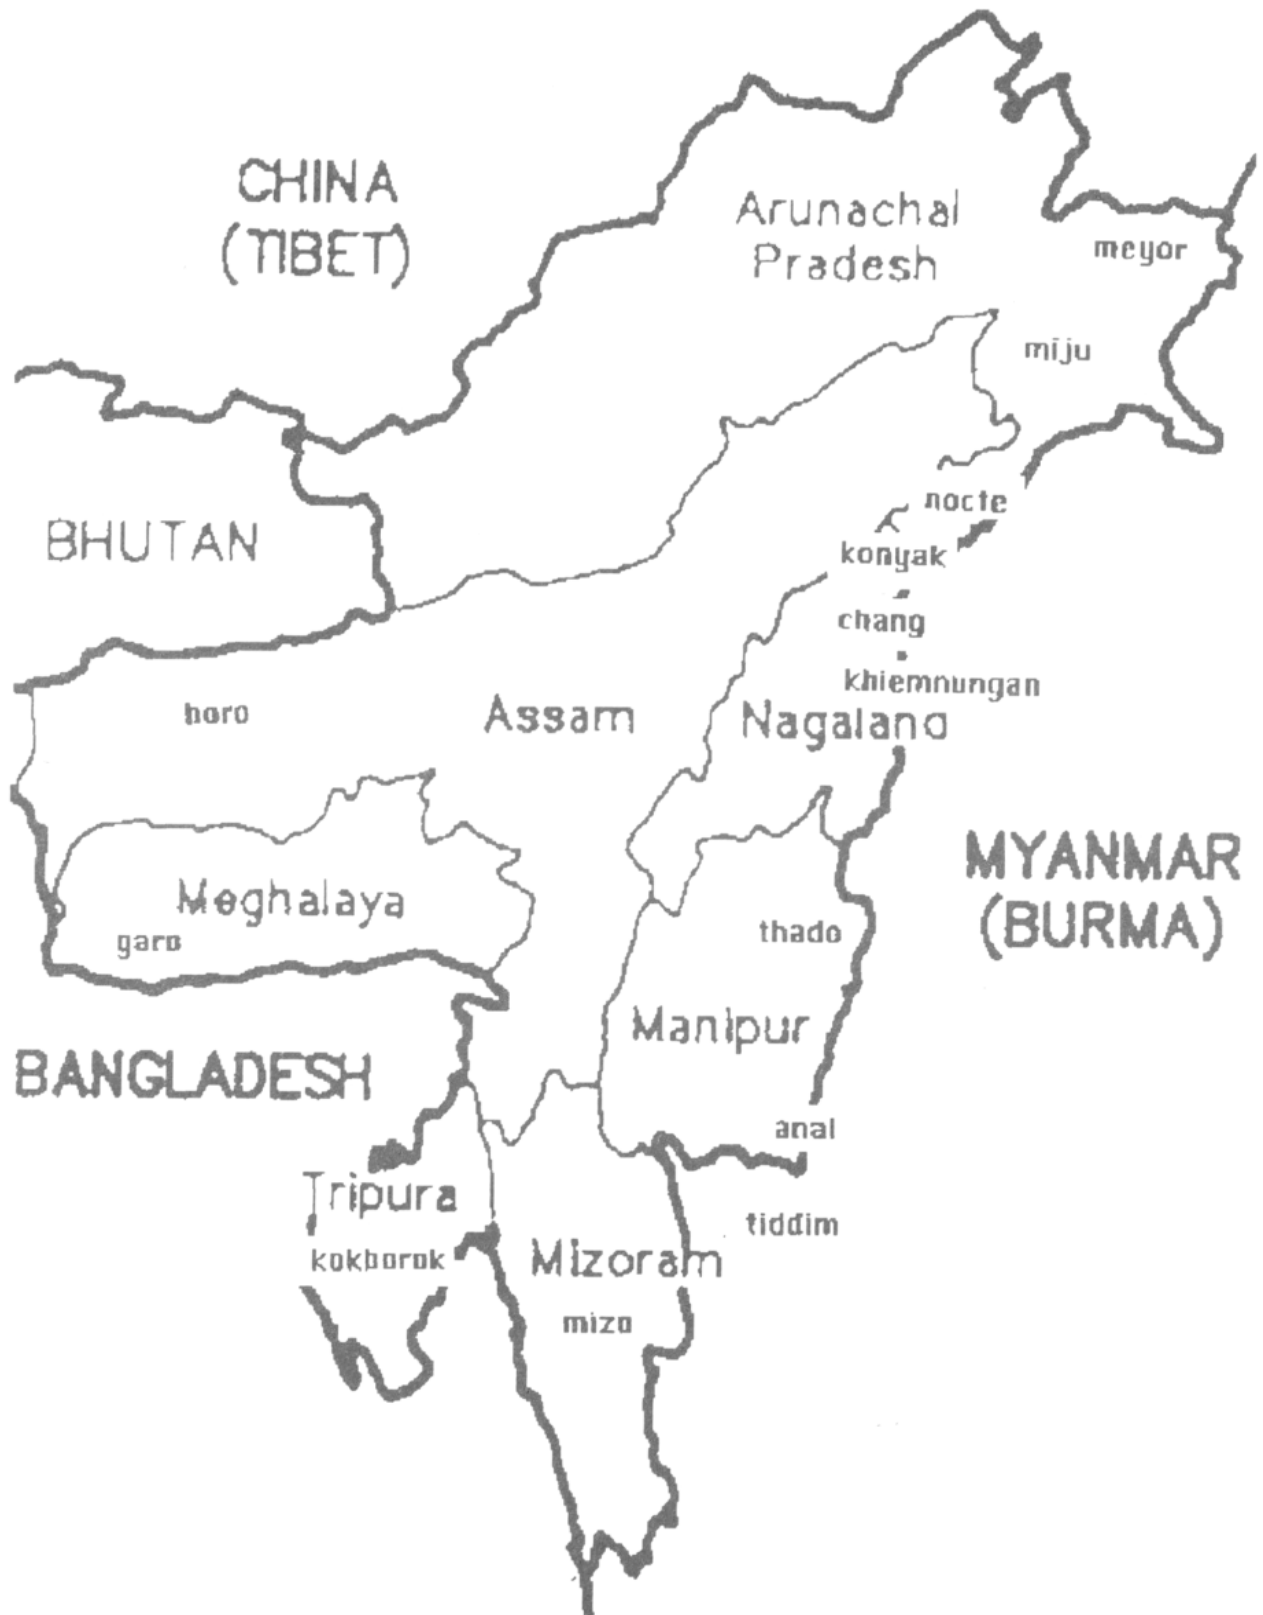 CHINA
(TIBET)
Arunachal
Pradesh
meyor
miju
nocte
BHUTAN
konyak
chang
khiemnungan
boro
Assam
Nagaland
MYANMAR
(BURMA)
Meghalaya
garo
thado
Manipur
BANGLADESH
anal
Tripura
tiddim
kokborok
Mizoram
mizo